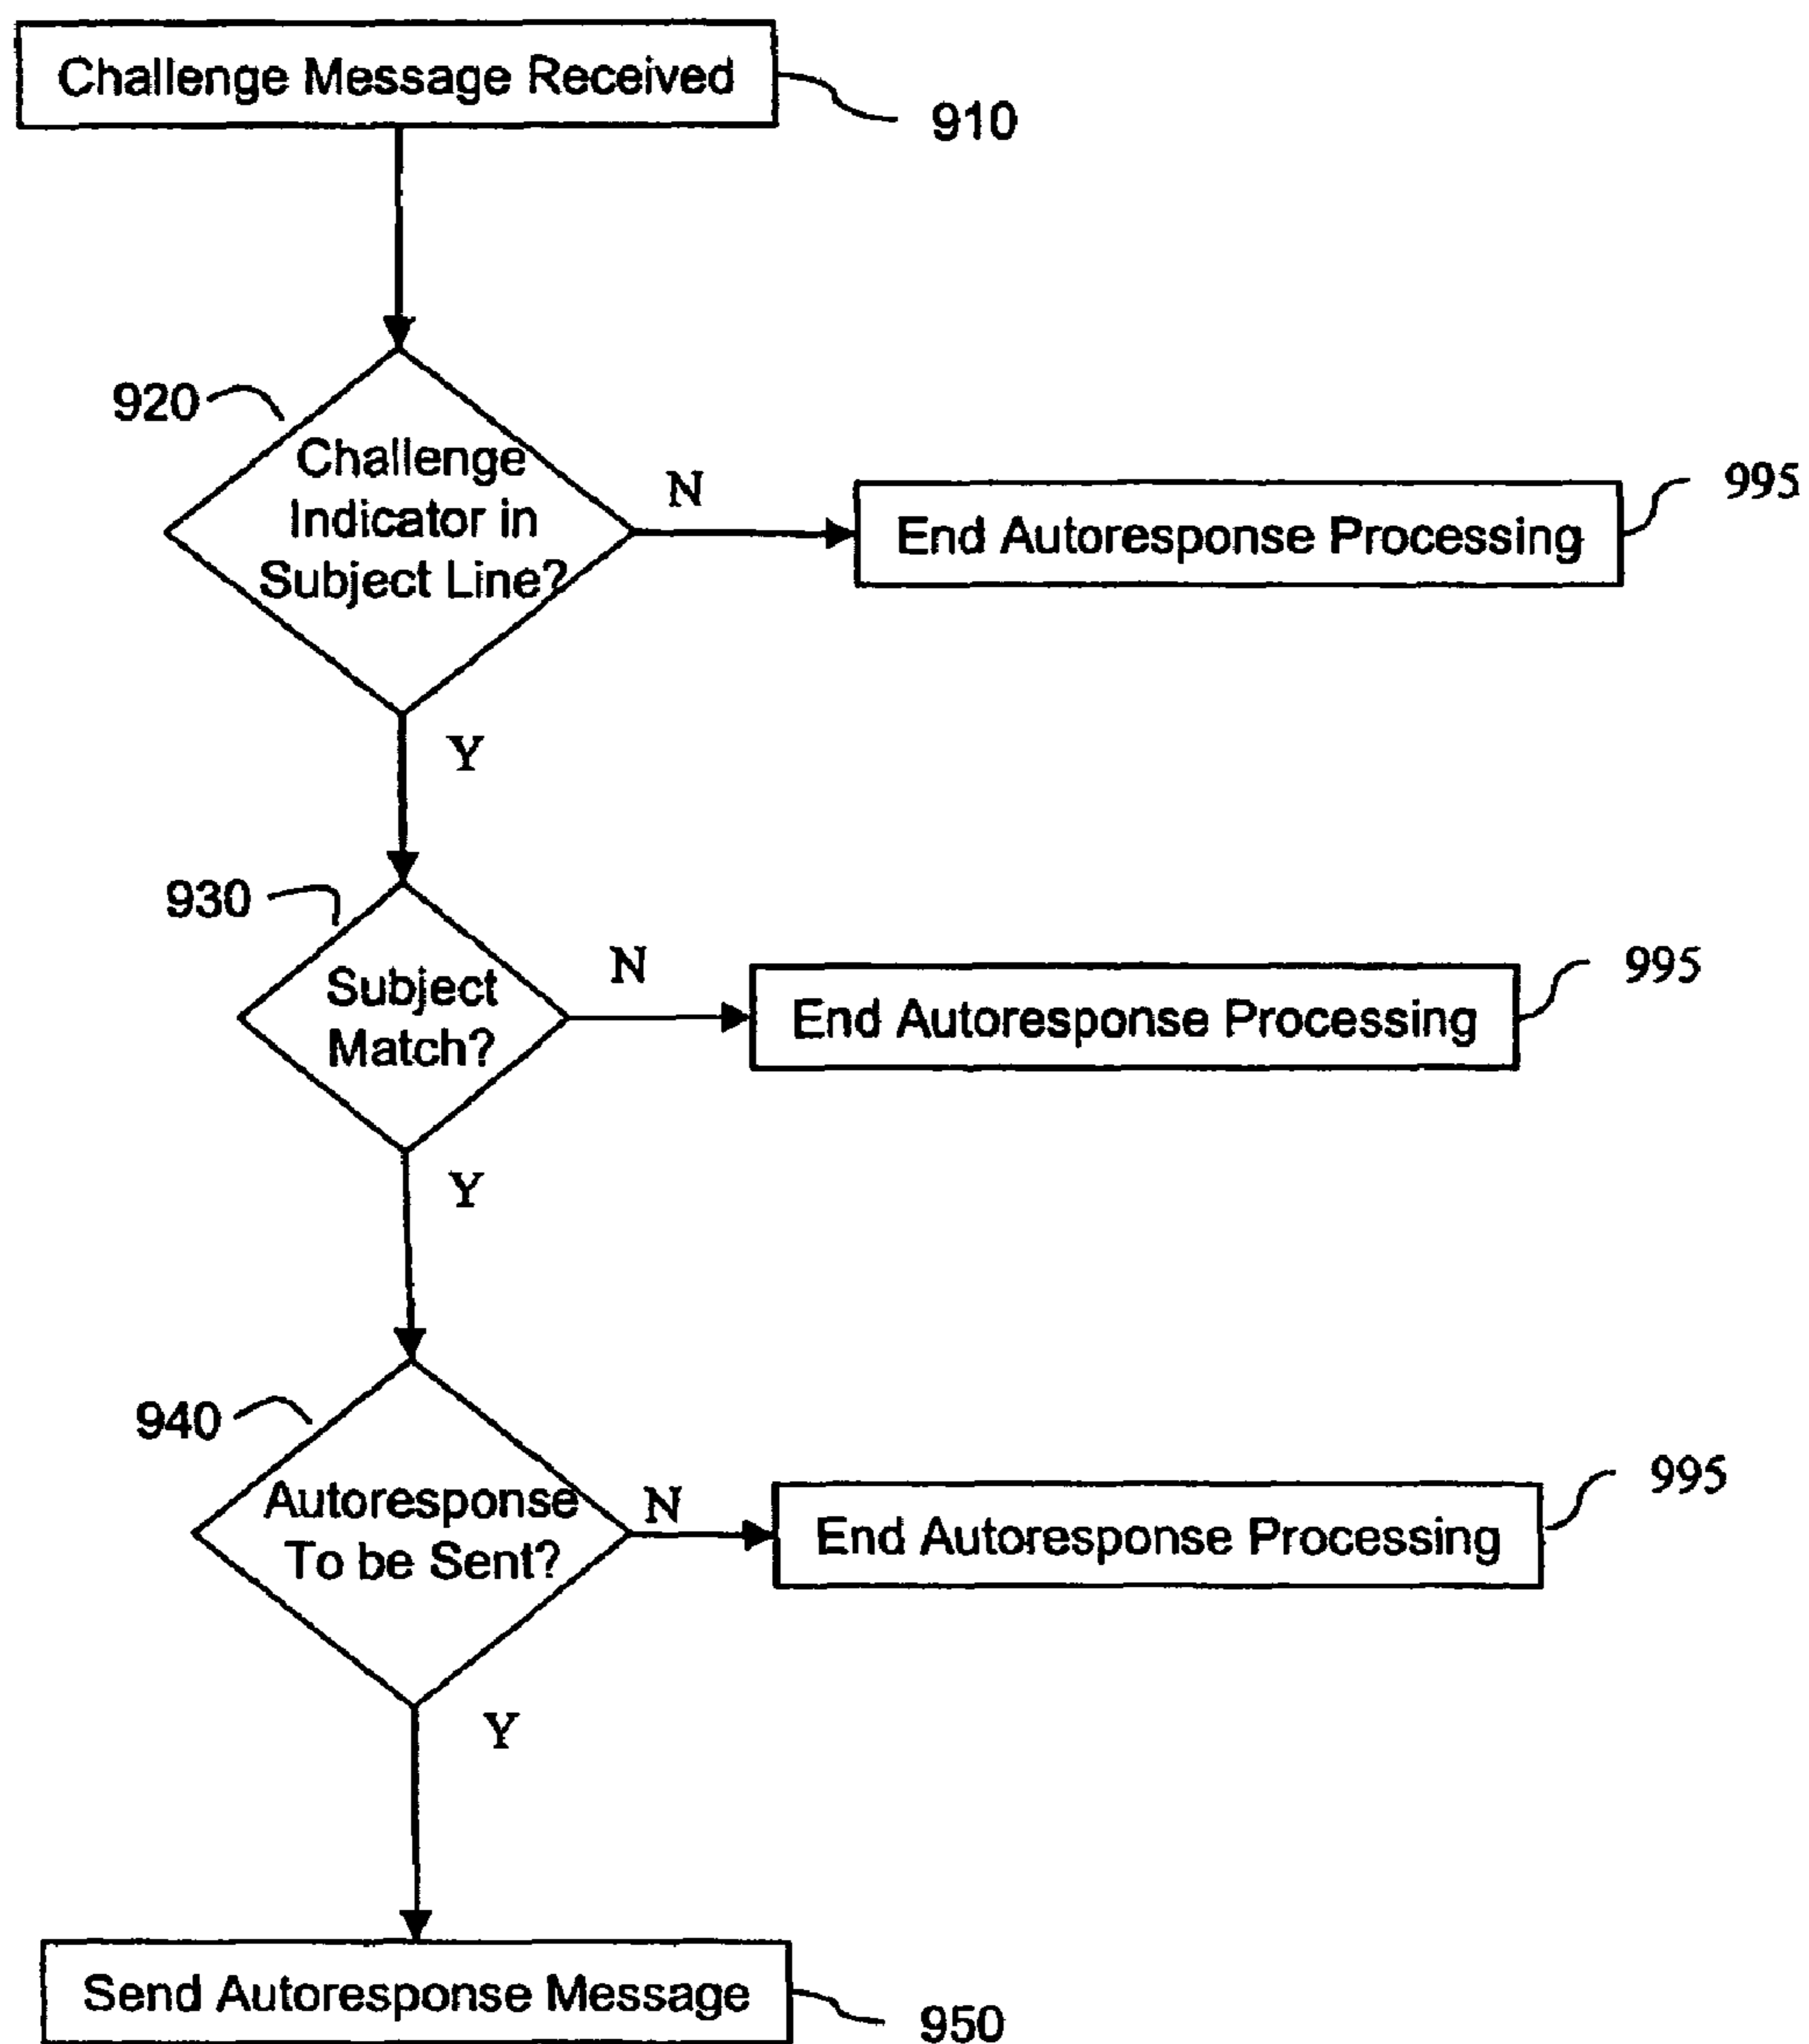 Challenge Message Received
910
920
Challenge
Indicator in
Subject Line?
N
End Autoresponse Processing
995
Y
930
Subject
Match?
N
End Autoresponse Processing
995
Y
940
Autoresponse
To be Sent?
N
End Autoresponse Processing
995
Y
Send Autoresponse Message
950